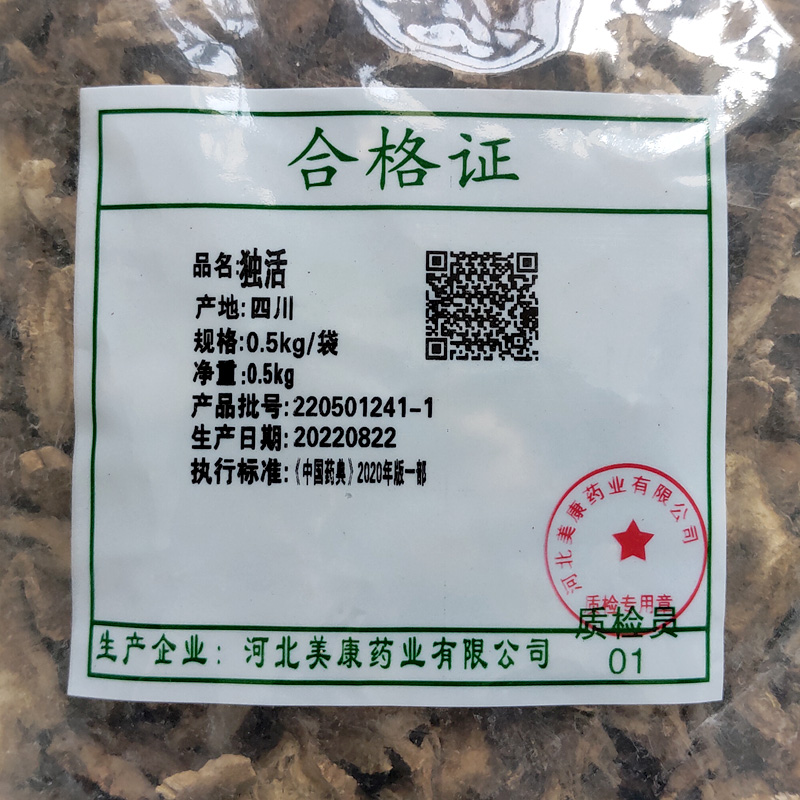 合格证
品名:独活
产地:四川
规格:0.5kg/袋
净重:0.5kg
产品批号:220501241-1
生产日期:20220822
执行标准:《中国药典》2020年版一部
河北美康药业有限公司
质检专用章
质检员
01
生产企业：河北美康药业有限公司